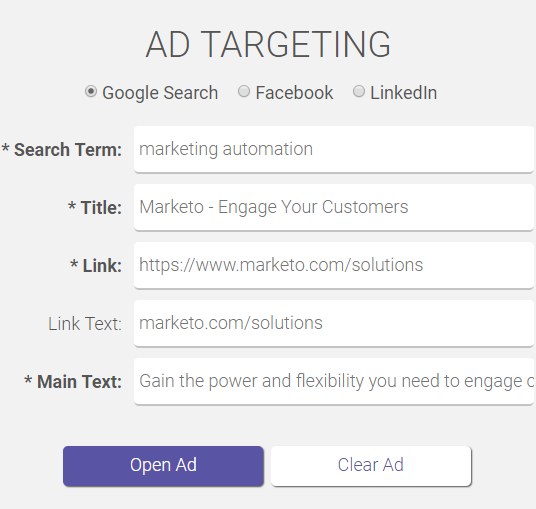 AD TARGETING
Google Search Facebook LinkedIn
* Search Term: marketing automation
* Title: Marketo - Engage Your Customers
* Link: https://www.marketo.com/solutions
Link Text: marketo.com/solutions
* Main Text: Gain the power and flexibility you need to engage
Open Ad Clear Ad